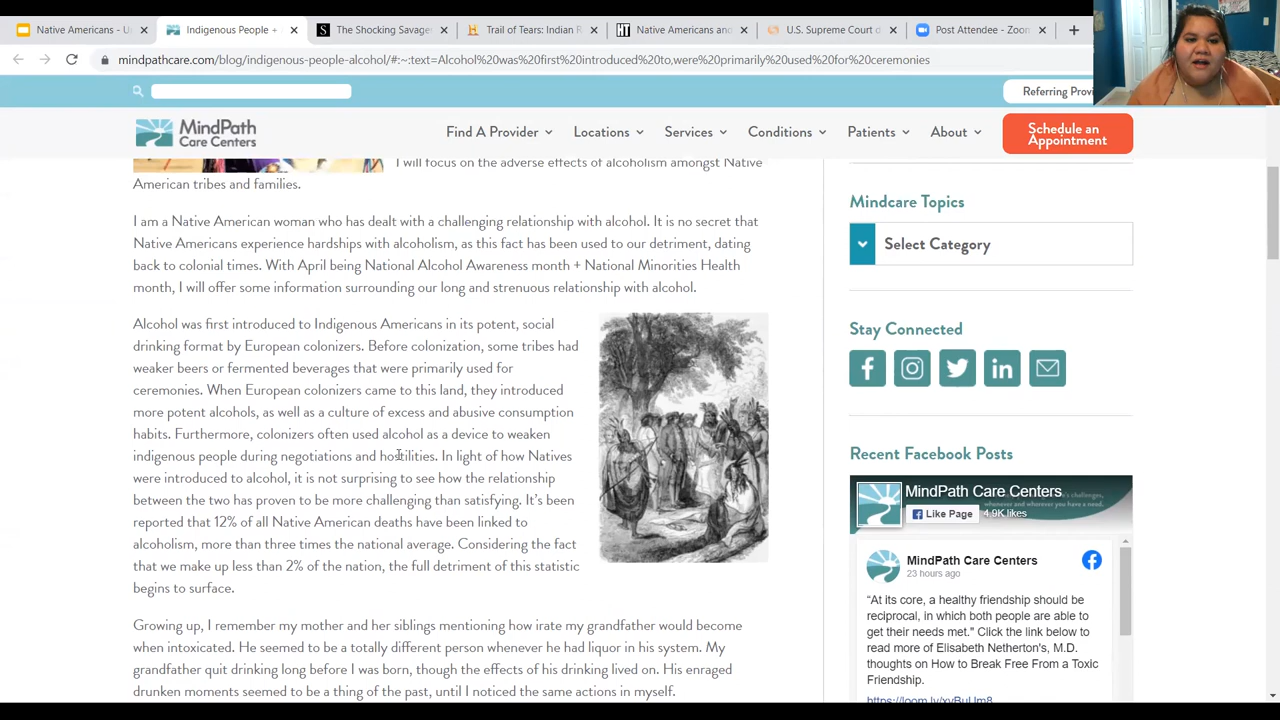 Native Americans - U
Indigenous People +
The Shocking Savage
Trail of Tears: Indian R
Native Americans and
U.S. Supreme Court o
Post Attendee - Zoom
mindpathcare.com/blog/indigenous-people-alcohol/#:~:text=Alcohol%20was%20first%20introduced%20to,were%20primarily%20used%20for%20ceremonies
Referring Provi
MindPath
Care Centers
Find A Provider
Locations
Services
Conditions
Patients
About
Schedule an
Appointment
I will focus on the adverse effects of alcoholism amongst Native
American tribes and families.
I am a Native American woman who has dealt with a challenging relationship with alcohol. It is no secret that
Native Americans experience hardships with alcoholism, as this fact has been used to our detriment, dating
back to colonial times. With April being National Alcohol Awareness month + National Minorities Health
month, I will offer some information surrounding our long and strenuous relationship with alcohol.
Alcohol was first introduced to Indigenous Americans in its potent, social
drinking format by European colonizers. Before colonization, some tribes had
weaker beers or fermented beverages that were primarily used for
ceremonies. When European colonizers came to this land, they introduced
more potent alcohols, as well as a culture of excess and abusive consumption
habits. Furthermore, colonizers often used alcohol as a device to weaken
indigenous people during negotiations and hostilities. In light of how Natives
were introduced to alcohol, it is not surprising to see how the relationship
between the two has proven to be more challenging than satisfying. It's been
reported that 12% of all Native American deaths have been linked to
alcoholism, more than three times the national average. Considering the fact
that we make up less than 2% of the nation, the full detriment of this statistic
begins to surface.
Growing up, I remember my mother and her siblings mentioning how irate my grandfather would become
when intoxicated. He seemed to be a totally different person whenever he had liquor in his system. My
grandfather quit drinking long before I was born, though the effects of his drinking lived on. His enraged
drunken moments seemed to be a thing of the past, until I noticed the same actions in myself.
Mindcare Topics
Select Category
Stay Connected
Recent Facebook Posts
MindPath Care Centers
Like Page
4.9K likes
MindPath Care Centers
23 hours ago
"At its core, a healthy friendship should be
reciprocal, in which both people are able to
get their needs met." Click the link below to
read more of Elisabeth Netherton's, M.D.
thoughts on How to Break Free From a Toxic
Friendship.